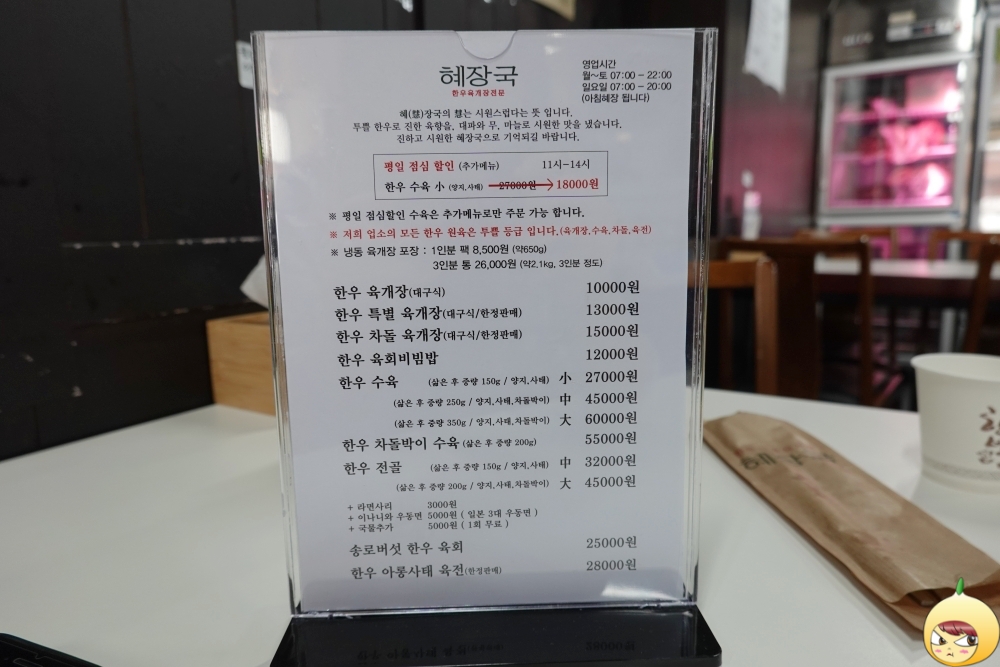 혜장국
한우육개장전문
영업시간
월~토 07:00 - 22:00
일요일 07:00 - 20:00
(아침혜장 됩니다)
혜(慧)장국의 慧는 시원스럽다는 뜻 입니다.
투쁠 한우로 진한 육향을, 대파와 무, 마늘로 시원한 맛을 냈습니다.
진하고 시원한 혜장국으로 기억되길 바랍니다.
평일 점심 할인 (추가메뉴) 11시-14시
한우 수육 小 (양지,사태) 27000원 18000원
※ 평일 점심할인 수육은 추가메뉴로만 주문 가능 합니다.
※ 저희 업소의 모든 한우 원육은 투쁠 등급 입니다.(육개장,수육,차돌,육전)
※ 냉동 육개장 포장 : 1인분 팩 8,500원 (약650g)
3인분 통 26,000원 (약2.1kg, 3인분 정도)
한우 육개장(대구식) 10000원
한우 특별 육개장(대구식/한정판매) 13000원
한우 차돌 육개장(대구식/한정판매) 15000원
한우 육회비빔밥 12000원
한우 수육 (삶은 후 중량 150g / 양지,사태) 小 27000원
(삶은 후 중량 250g / 양지,사태,차돌박이) 中 45000원
(삶은 후 중량 350g / 양지,사태,차돌박이) 大 60000원
한우 차돌박이 수육 (삶은 후 중량 200g) 55000원
한우 전골 (삶은 후 중량 150g / 양지,사태) 中 32000원
(삶은 후 중량 200g / 양지,사태,차돌박이) 大 45000원
+ 라면사리 3000원
+ 이나니와 우동면 5000원 ( 일본 3대 우동면 )
+ 국물추가 5000원 ( 1회 무료 )
송로버섯 한우 육회 25000원
한우 아롱사태 육전(한정판매) 28000원